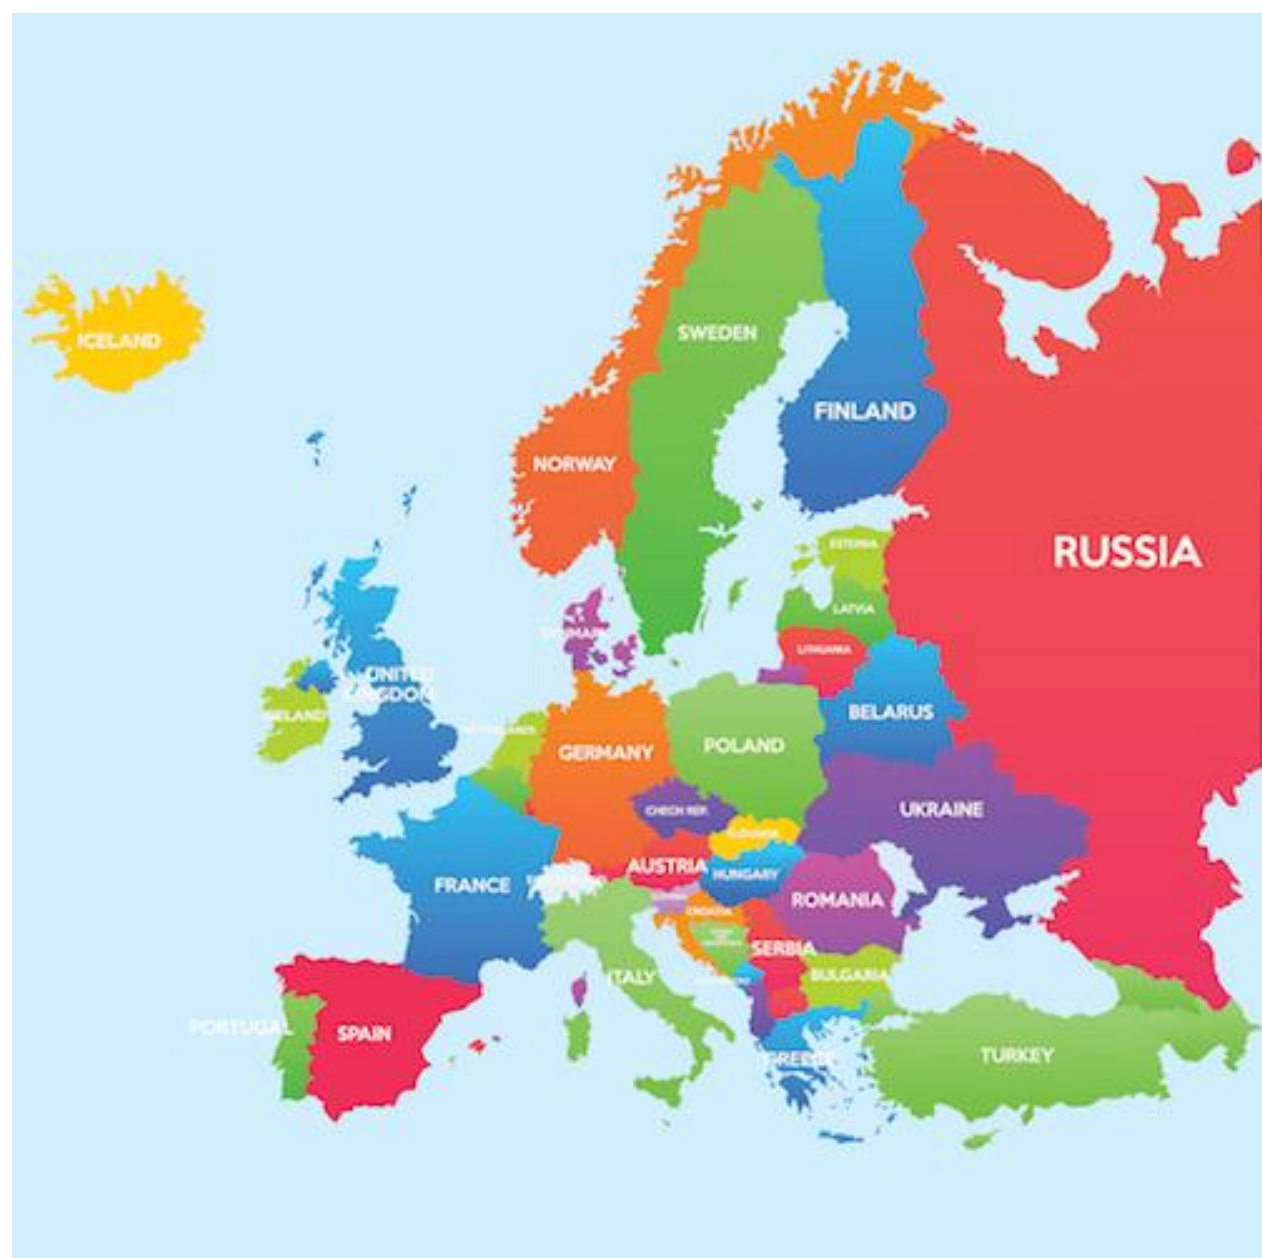 ICELAND
SWEDEN
FINLAND
NORWAY
RUSSIA
ESTONIA
LATVIA
DENMARK
LITHUANIA
UNITED
KINGDOM
BELARUS
IRELAND
POLAND
GERMANY
UKRAINE
CHECH REP.
AUSTRIA
HUNGARY
FRANCE
ROMANIA
CROATIA
SERBIA
ITALY
BULGARIA
PORTUGAL
SPAIN
TURKEY
GREECE